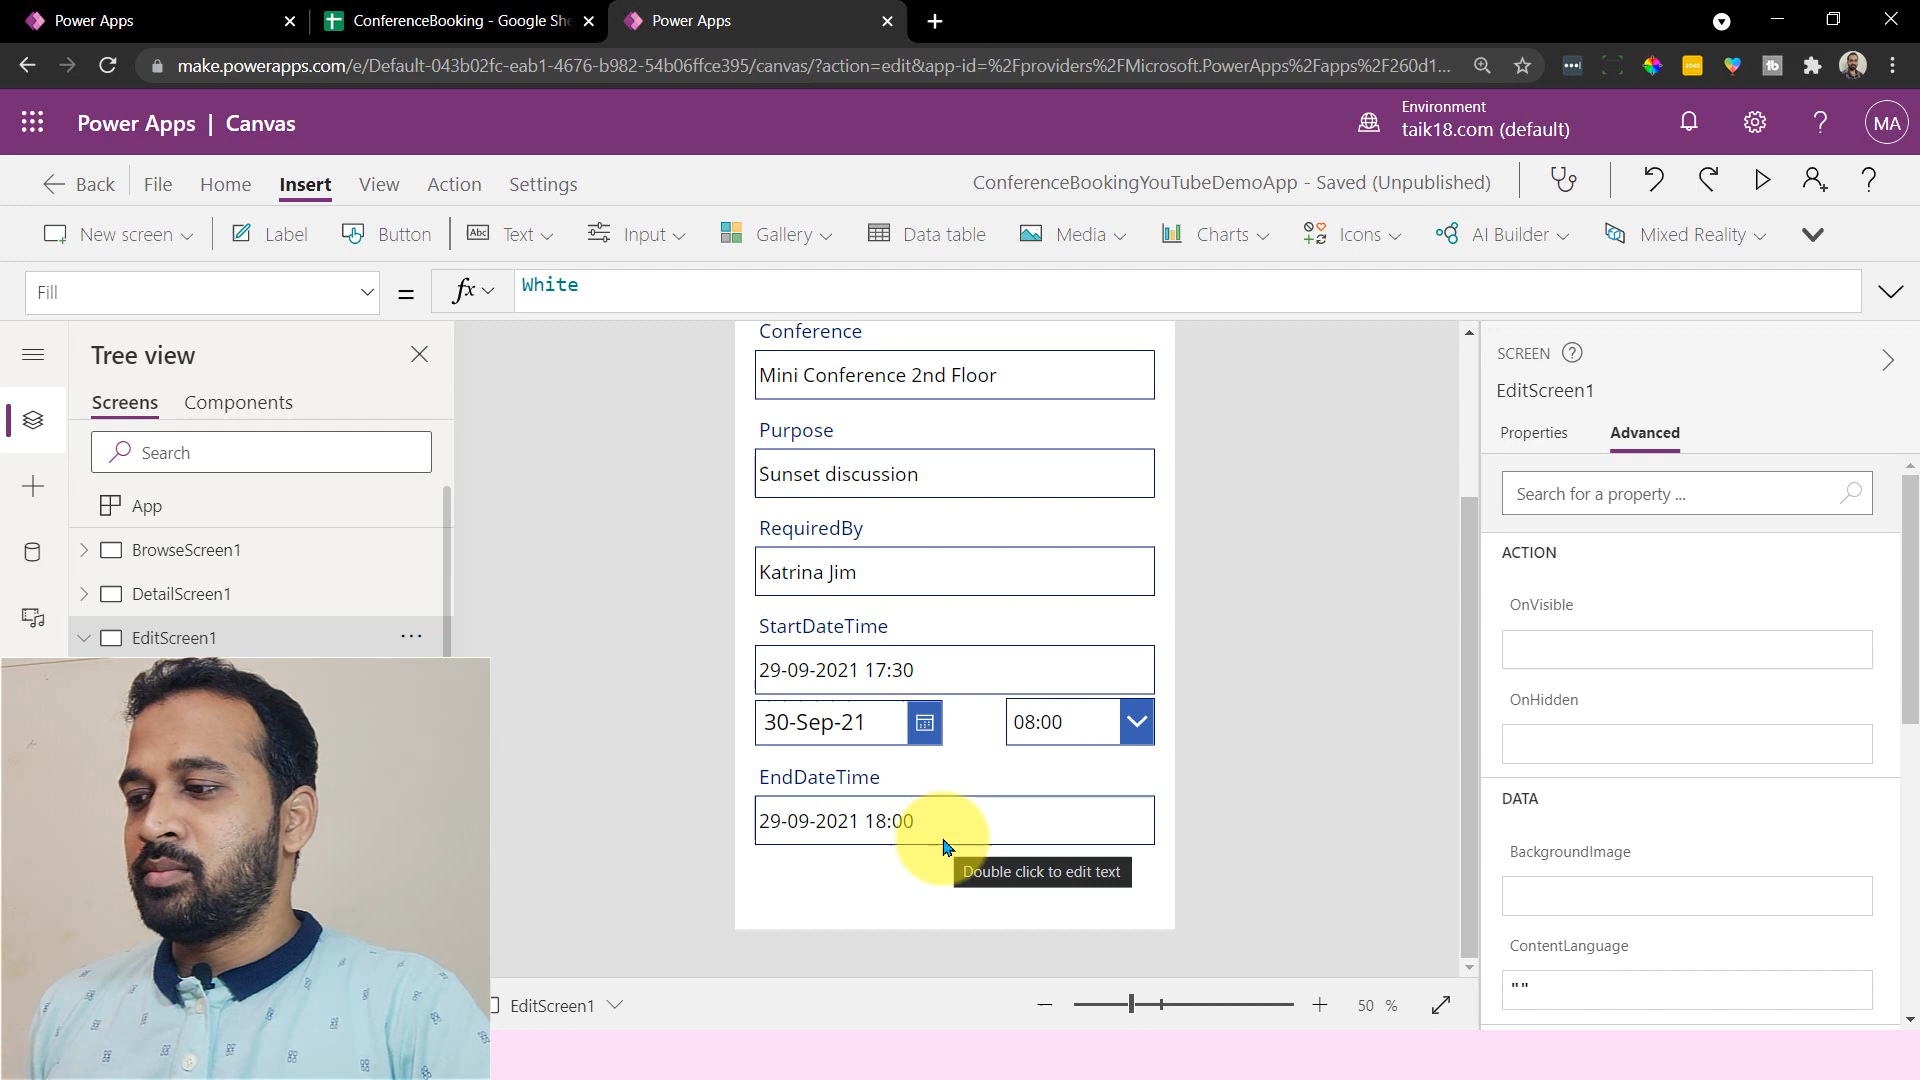 Power Apps
ConferenceBooking - Google She
Power Apps
make.powerapps.com/e/Default-043b02fc-eab1-4676-b982-54b06ffce395/canvas/?action=edit&app-id=%2Fproviders%2FMicrosoft.PowerApps%2Fapps%2F260d1...
Power Apps | Canvas
Environment
taik18.com (default)
MA
Back
File
Home
Insert
View
Action
Settings
ConferenceBookingYouTubeDemoApp - Saved (Unpublished)
New screen
Label
Button
Abc
Text
Input
Gallery
Data table
Media
Charts
Icons
AI Builder
Mixed Reality
Fill
=
fx
White
Tree view
Screens
Components
Search
App
BrowseScreen1
DetailScreen1
EditScreen1
Conference
Mini Conference 2nd Floor
Purpose
Sunset discussion
RequiredBy
Katrina Jim
StartDateTime
29-09-2021 17:30
30-Sep-21
08:00
EndDateTime
29-09-2021 18:00
Double click to edit text
EditScreen1
50 %
SCREEN
EditScreen1
Properties
Advanced
Search for a property ...
ACTION
OnVisible
OnHidden
DATA
BackgroundImage
ContentLanguage
""